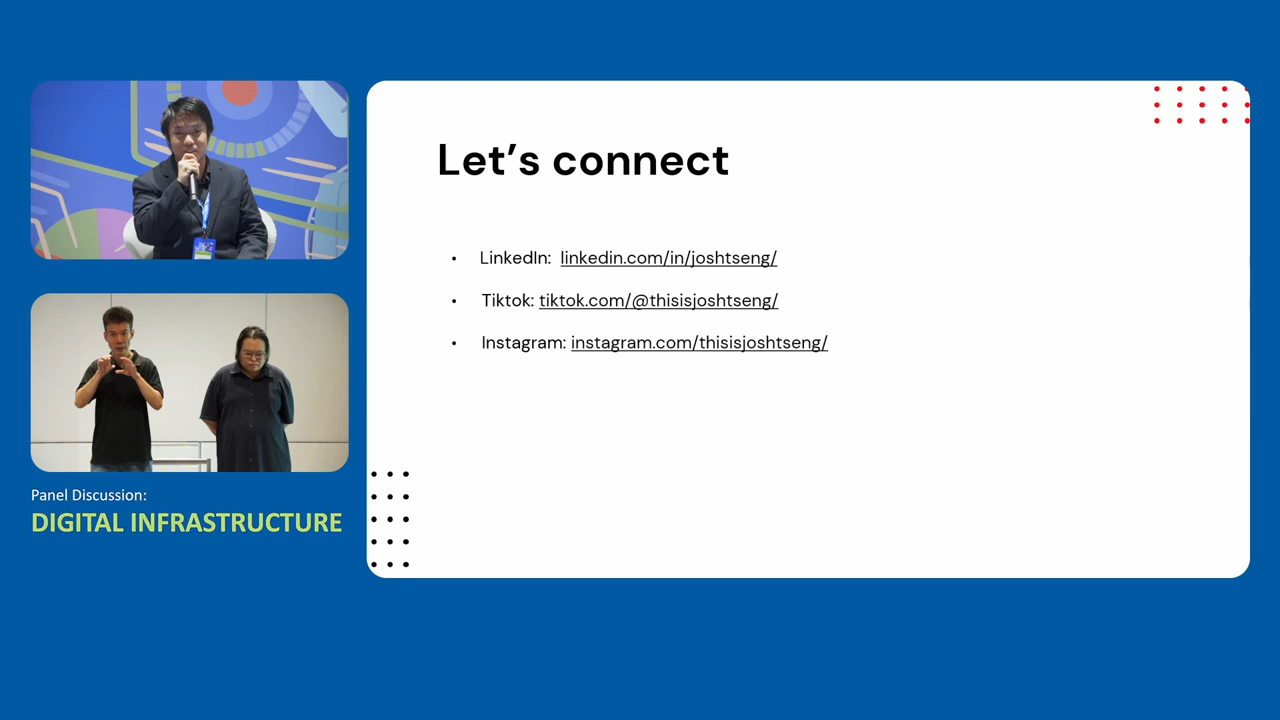 Let’s connect
• LinkedIn: linkedin.com/in/joshtseng/
• Tiktok: tiktok.com/@thisisjoshtseng/
• Instagram: instagram.com/thisisjoshtseng/
Panel Discussion:
DIGITAL INFRASTRUCTURE